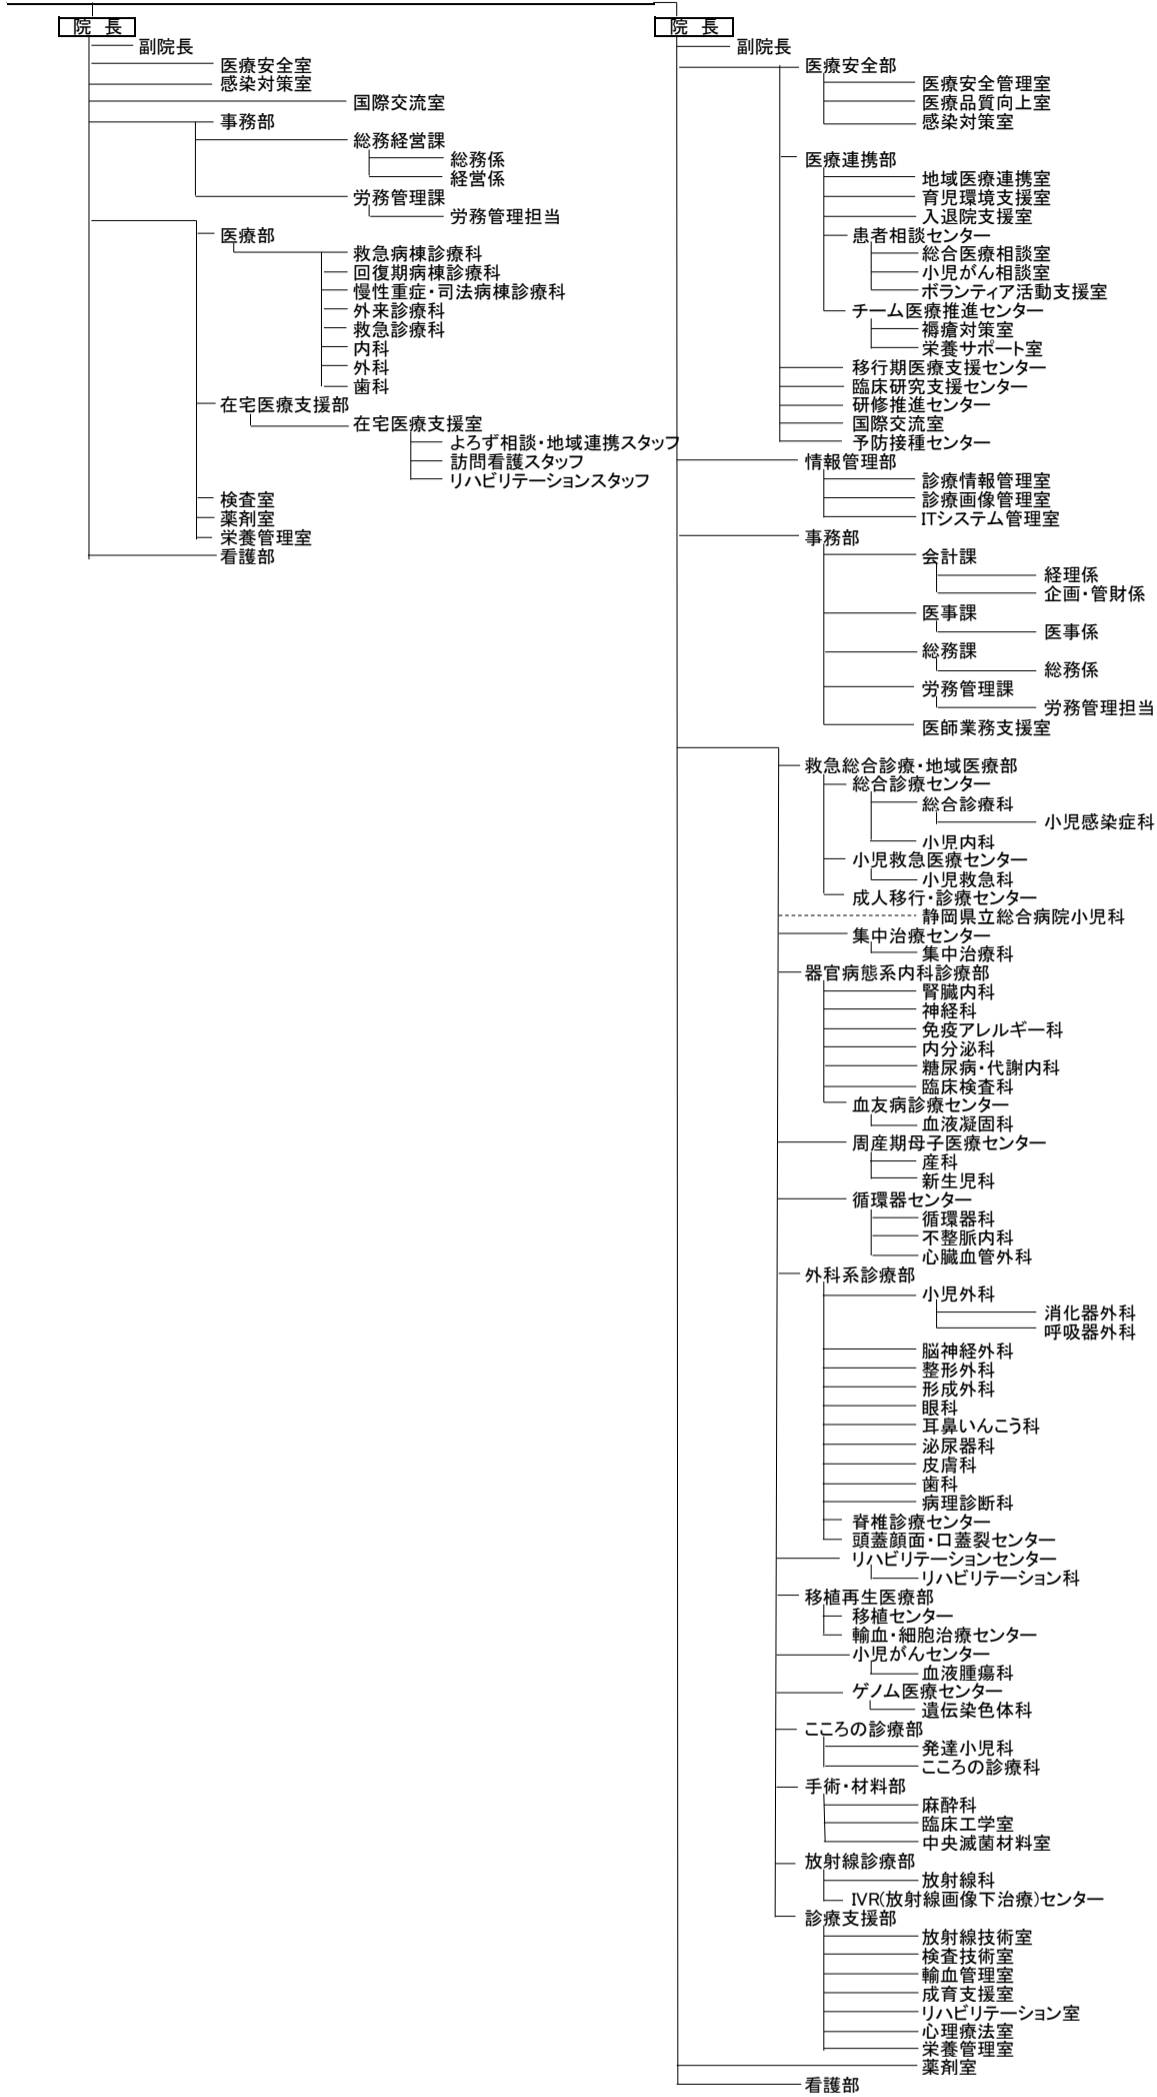 院 長
副院長
医療安全室
感染対策室
国際交流室
事務部
総務経営課
総務係
経営係
労務管理課
労務管理担当
医療部
救急病棟診療科
回復期病棟診療科
慢性重症・司法病棟診療科
外来診療科
救急診療科
内科
外科
歯科
在宅医療支援部
在宅医療支援室
よろず相談・地域連携スタッフ
訪問看護スタッフ
リハビリテーションスタッフ
検査室
薬剤室
栄養管理室
看護部
院 長
副院長
医療安全部
医療安全管理室
医療品質向上室
感染対策室
医療連携部
地域医療連携室
育児環境支援室
入退院支援室
患者相談センター
総合医療相談室
小児がん相談室
ボランティア活動支援室
チーム医療推進センター
褥瘡対策室
栄養サポート室
移行期医療支援センター
臨床研究支援センター
研修推進センター
国際交流室
予防接種センター
情報管理部
診療情報管理室
診療画像管理室
ITシステム管理室
事務部
会計課
経理係
企画・管財係
医事課
医事係
総務課
総務係
労務管理課
労務管理担当
医師業務支援室
救急総合診療・地域医療部
総合診療センター
総合診療科
小児感染症科
小児内科
小児救急医療センター
小児救急科
成人移行・診療センター
静岡県立総合病院小児科
集中治療センター
集中治療科
器官病態系内科診療部
腎臓内科
神経科
免疫アレルギー科
内分泌科
糖尿病・代謝内科
臨床検査科
血友病診療センター
血液凝固科
周産期母子医療センター
産科
新生児科
循環器センター
循環器科
不整脈内科
心臓血管外科
外科系診療部
小児外科
消化器外科
呼吸器外科
脳神経外科
整形外科
形成外科
眼科
耳鼻いんこう科
泌尿器科
皮膚科
歯科
病理診断科
脊椎診療センター
頭蓋顔面・口蓋裂センター
リハビリテーションセンター
リハビリテーション科
移植再生医療部
移植センター
輸血・細胞治療センター
小児がんセンター
血液腫瘍科
ゲノム医療センター
遺伝染色体科
こころの診療部
発達小児科
こころの診療科
手術・材料部
麻酔科
臨床工学室
中央滅菌材料室
放射線診療部
放射線科
IVR(放射線画像下治療)センター
診療支援部
放射線技術室
検査技術室
輸血管理室
成育支援室
リハビリテーション室
心理療法室
栄養管理室
薬剤室
看護部